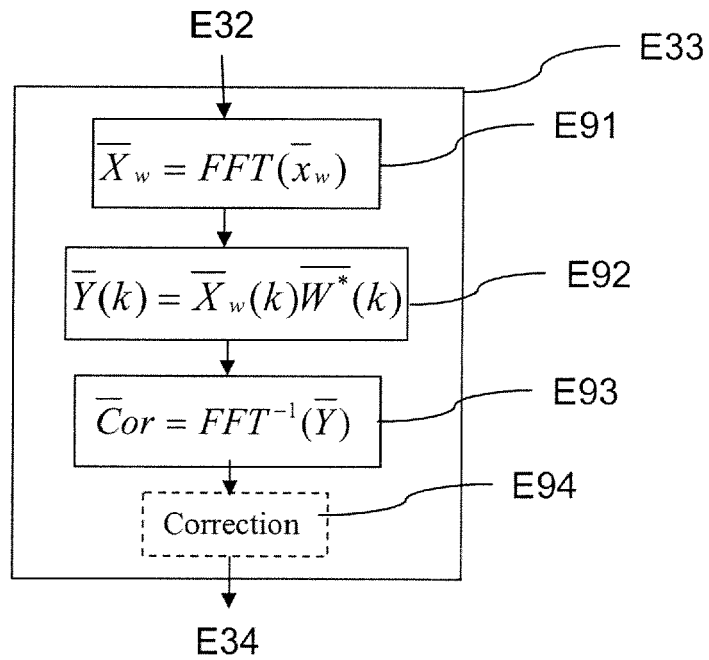 E32
E33
E91
X̅w = FFT(x̅w)
E92
Y̅(k) = X̅w(k)W̅*(k)
E93
C̅or = FFT⁻¹(Y̅)
E94
Correction
E34